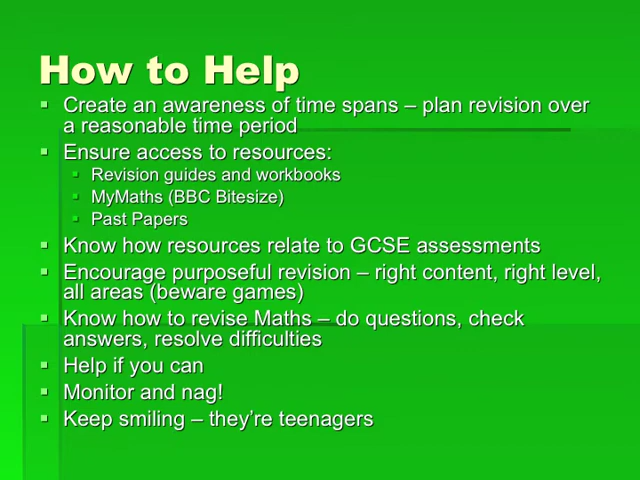 How to Help
Create an awareness of time spans – plan revision over
a reasonable time period
Ensure access to resources:
Revision guides and workbooks
MyMaths (BBC Bitesize)
Past Papers
Know how resources relate to GCSE assessments
Encourage purposeful revision – right content, right level,
all areas (beware games)
Know how to revise Maths – do questions, check
answers, resolve difficulties
Help if you can
Monitor and nag!
Keep smiling – they’re teenagers